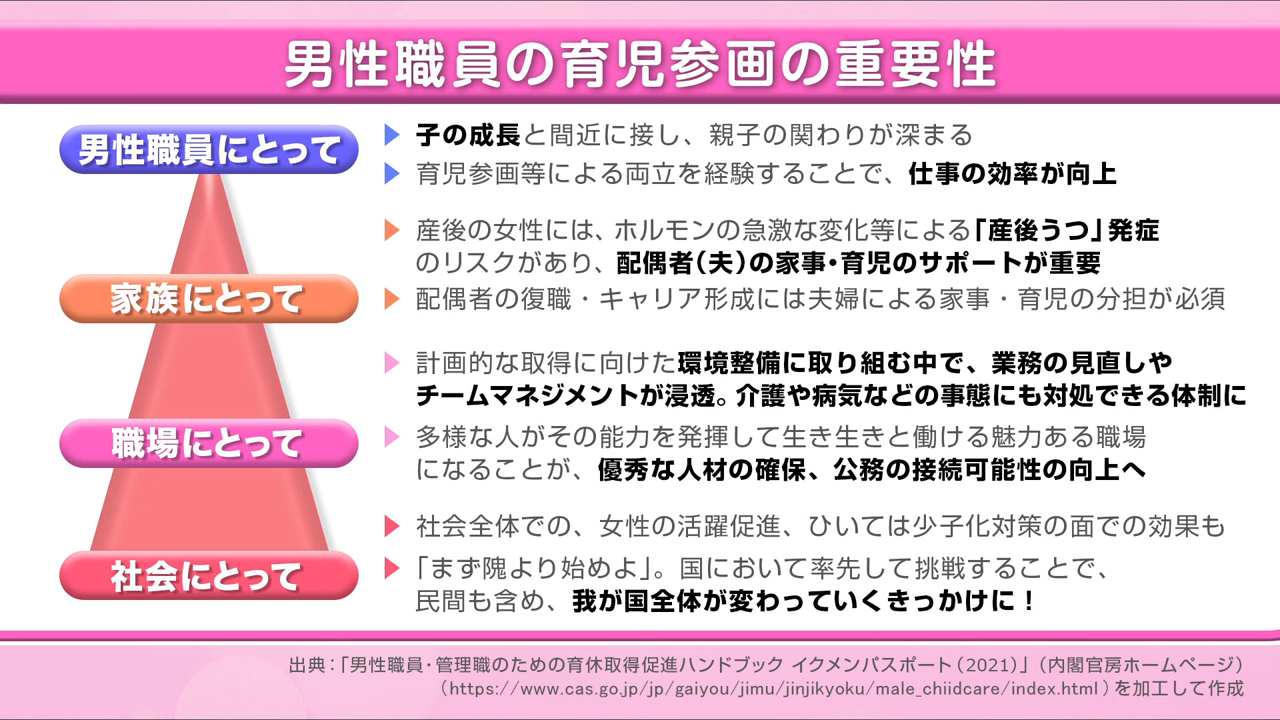 男性職員の育児参画の重要性
男性職員にとって
子の成長と間近に接し、親子の関わりが深まる
育児参画等による両立を経験することで、仕事の効率が向上
家族にとって
産後の女性には、ホルモンの急激な変化等による「産後うつ」発症
のリスクがあり、配偶者(夫)の家事・育児のサポートが重要
配偶者の復職・キャリア形成には夫婦による家事・育児の分担が必須
職場にとって
計画的な取得に向けた環境整備に取り組む中で、業務の見直しや
チームマネジメントが浸透。介護や病気などの事態にも対処できる体制に
多様な人がその能力を発揮して生き生きと働ける魅力ある職場
になることが、優秀な人材の確保、公務の接続可能性の向上へ
社会にとって
社会全体での、女性の活躍促進、ひいては少子化対策の面での効果も
「まず隗より始めよ」。国において率先して挑戦することで、
民間も含め、我が国全体が変わっていくきっかけに!
出典:「男性職員・管理職のための育休取得促進ハンドブック イクメンパスポート(2021)」(内閣官房ホームページ)
(https://www.cas.go.jp/jp/gaiyou/jimu/jinjikyoku/male_chiidcare/index.html)を加工して作成